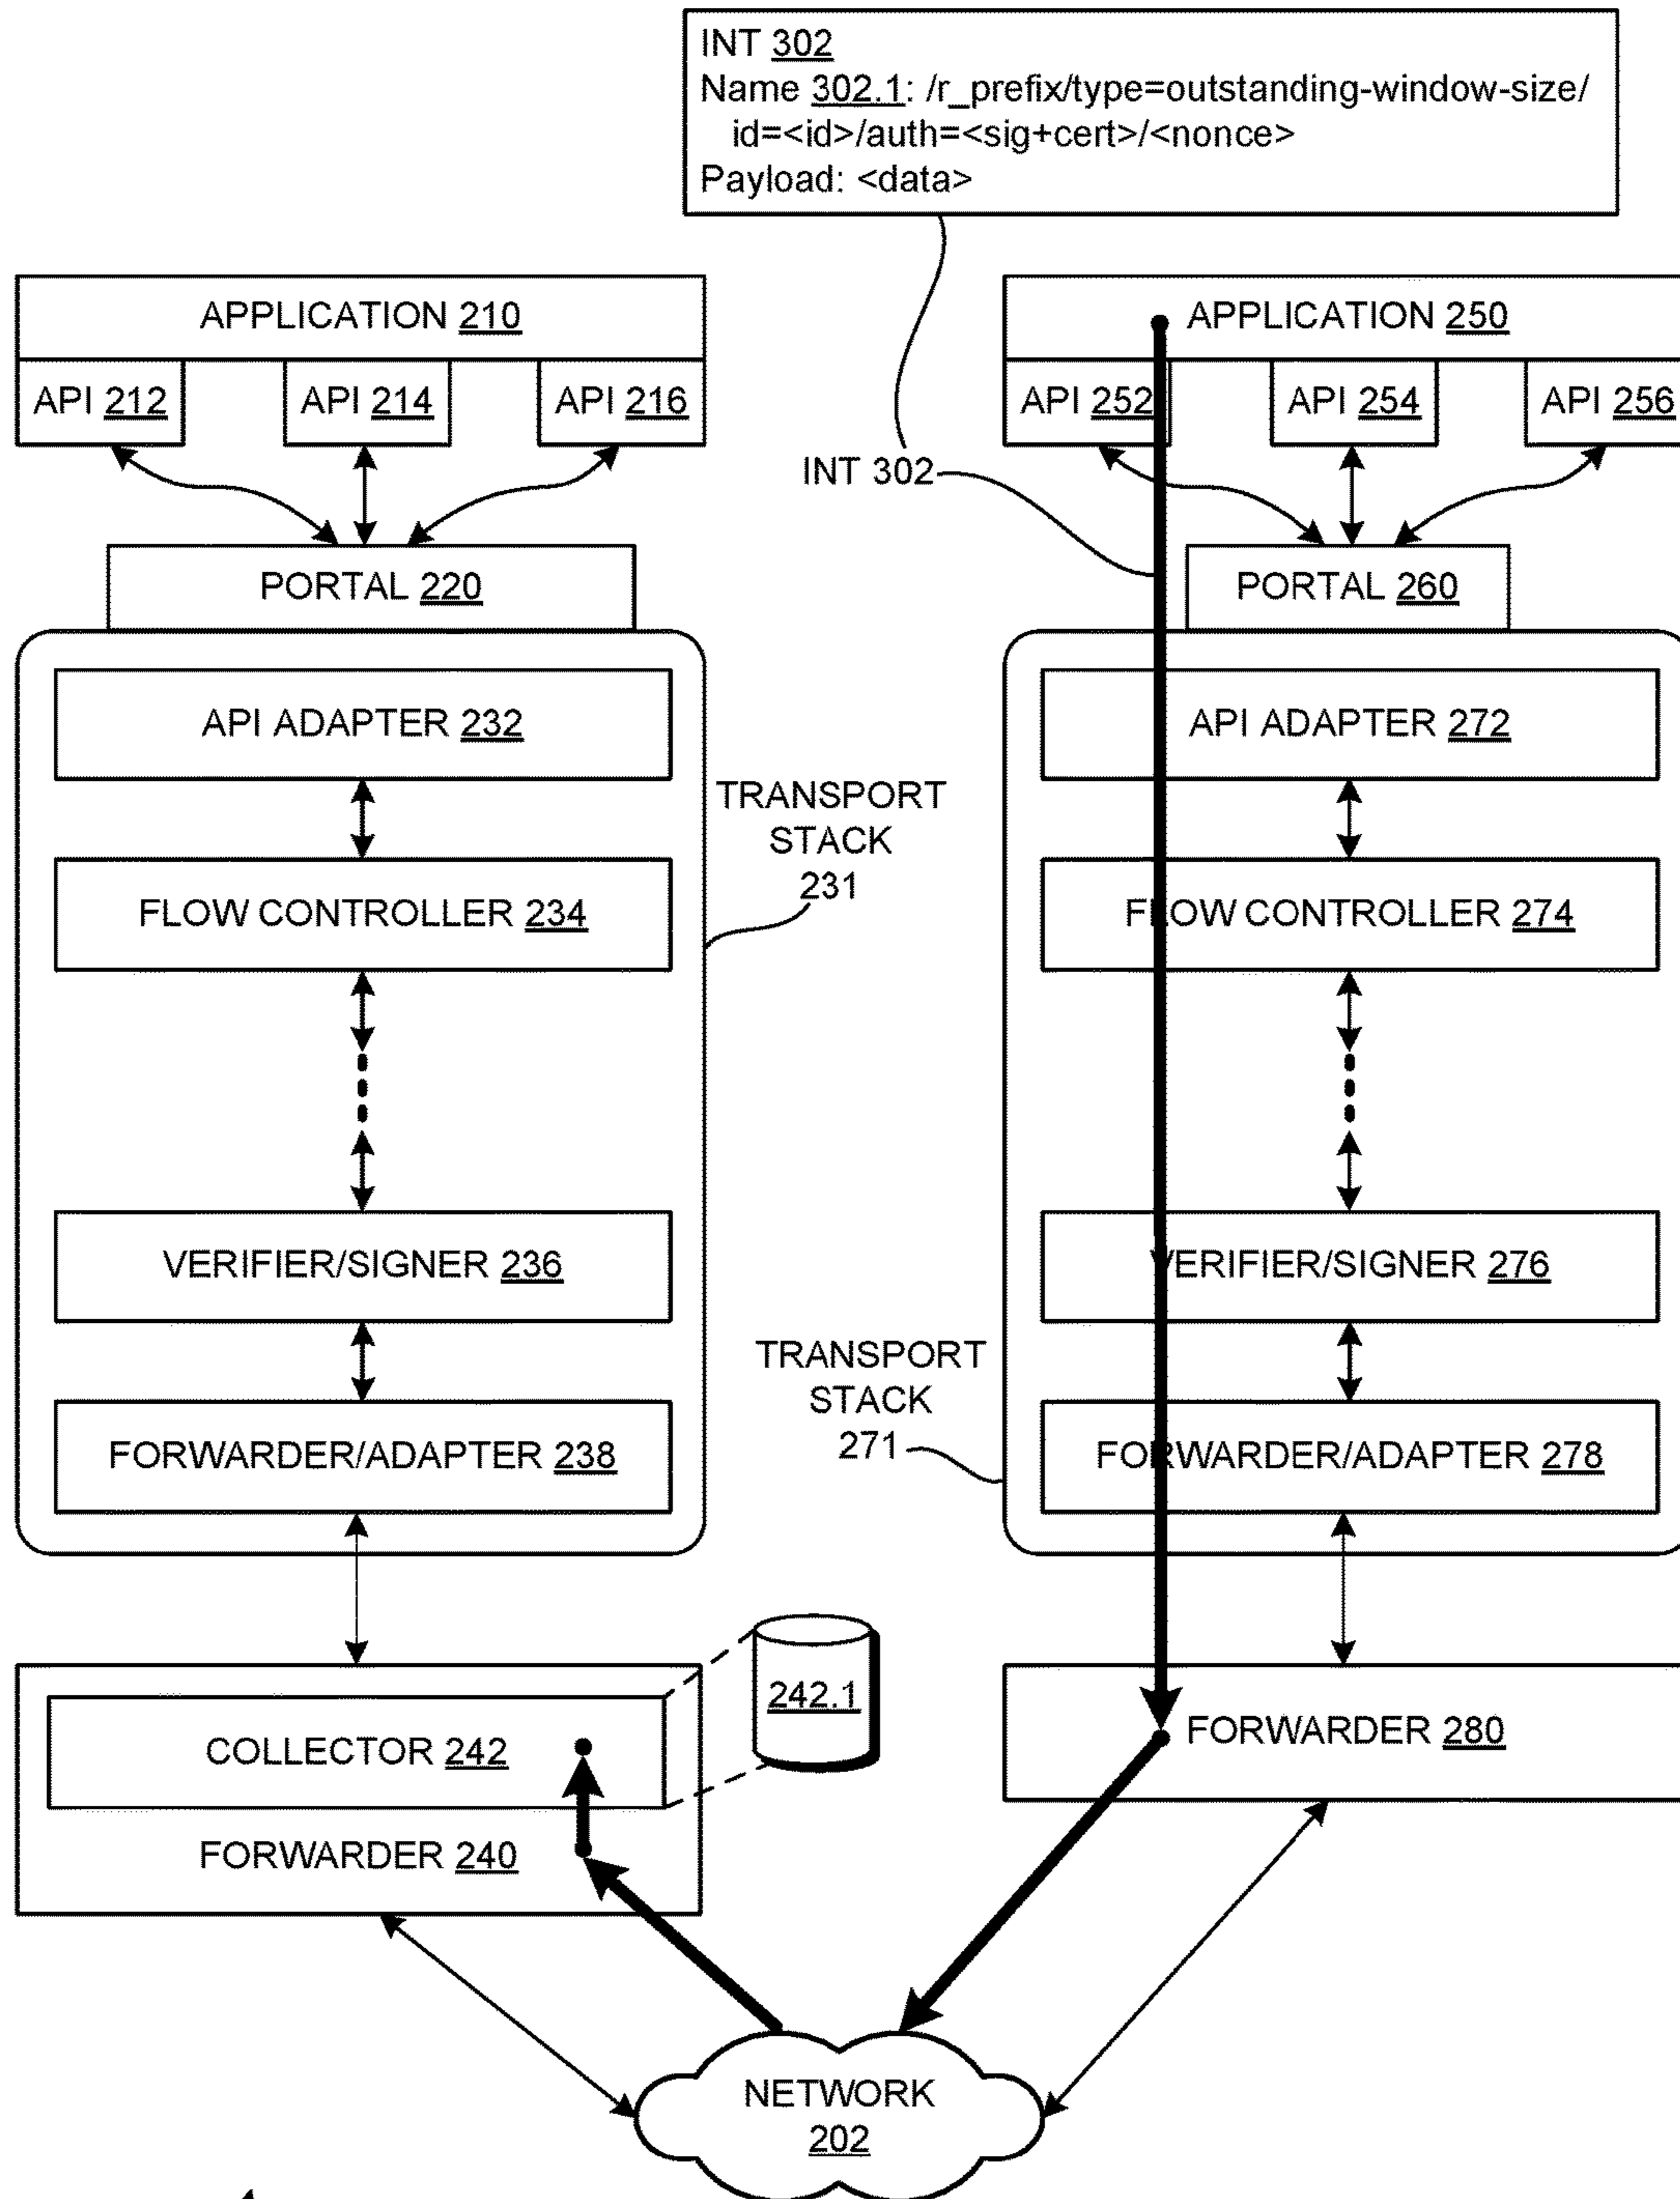 INT 302
Name 302.1: /r_prefix/type=outstanding-window-size/
id=<id>/auth=<sig+cert>/<nonce>
Payload: <data>
APPLICATION 210
API 212
API 214
API 216
APPLICATION 250
API 252
API 254
API 256
INT 302
PORTAL 220
PORTAL 260
API ADAPTER 232
FLOW CONTROLLER 234
VERIFIER/SIGNER 236
FORWARDER/ADAPTER 238
TRANSPORT
STACK
231
API ADAPTER 272
FLOW CONTROLLER 274
VERIFIER/SIGNER 276
FORWARDER/ADAPTER 278
TRANSPORT
STACK
271
COLLECTOR 242
FORWARDER 240
242.1
FORWARDER 280
NETWORK
202